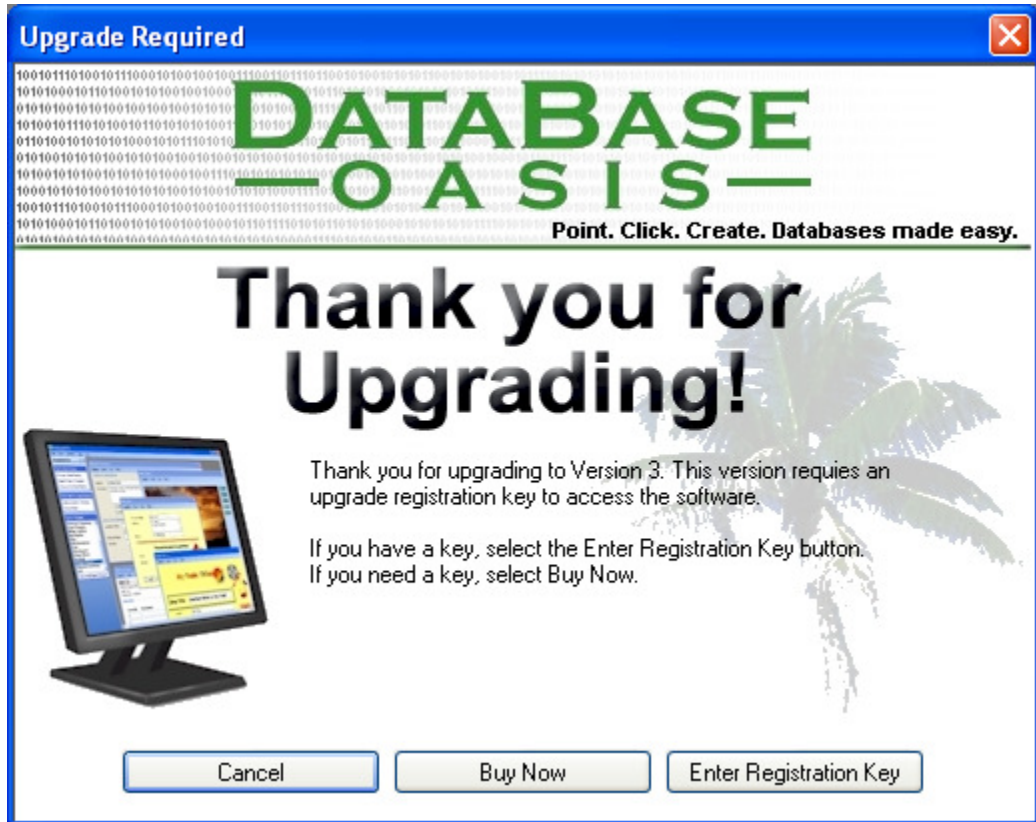 Upgrade Required
DATABASE
OASIS
Point. Click. Create. Databases made easy.
Thank you for
Upgrading!
Thank you for upgrading to Version 3. This version requies an
upgrade registration key to access the software.
If you have a key, select the Enter Registration Key button.
If you need a key, select Buy Now.
Cancel
Buy Now
Enter Registration Key